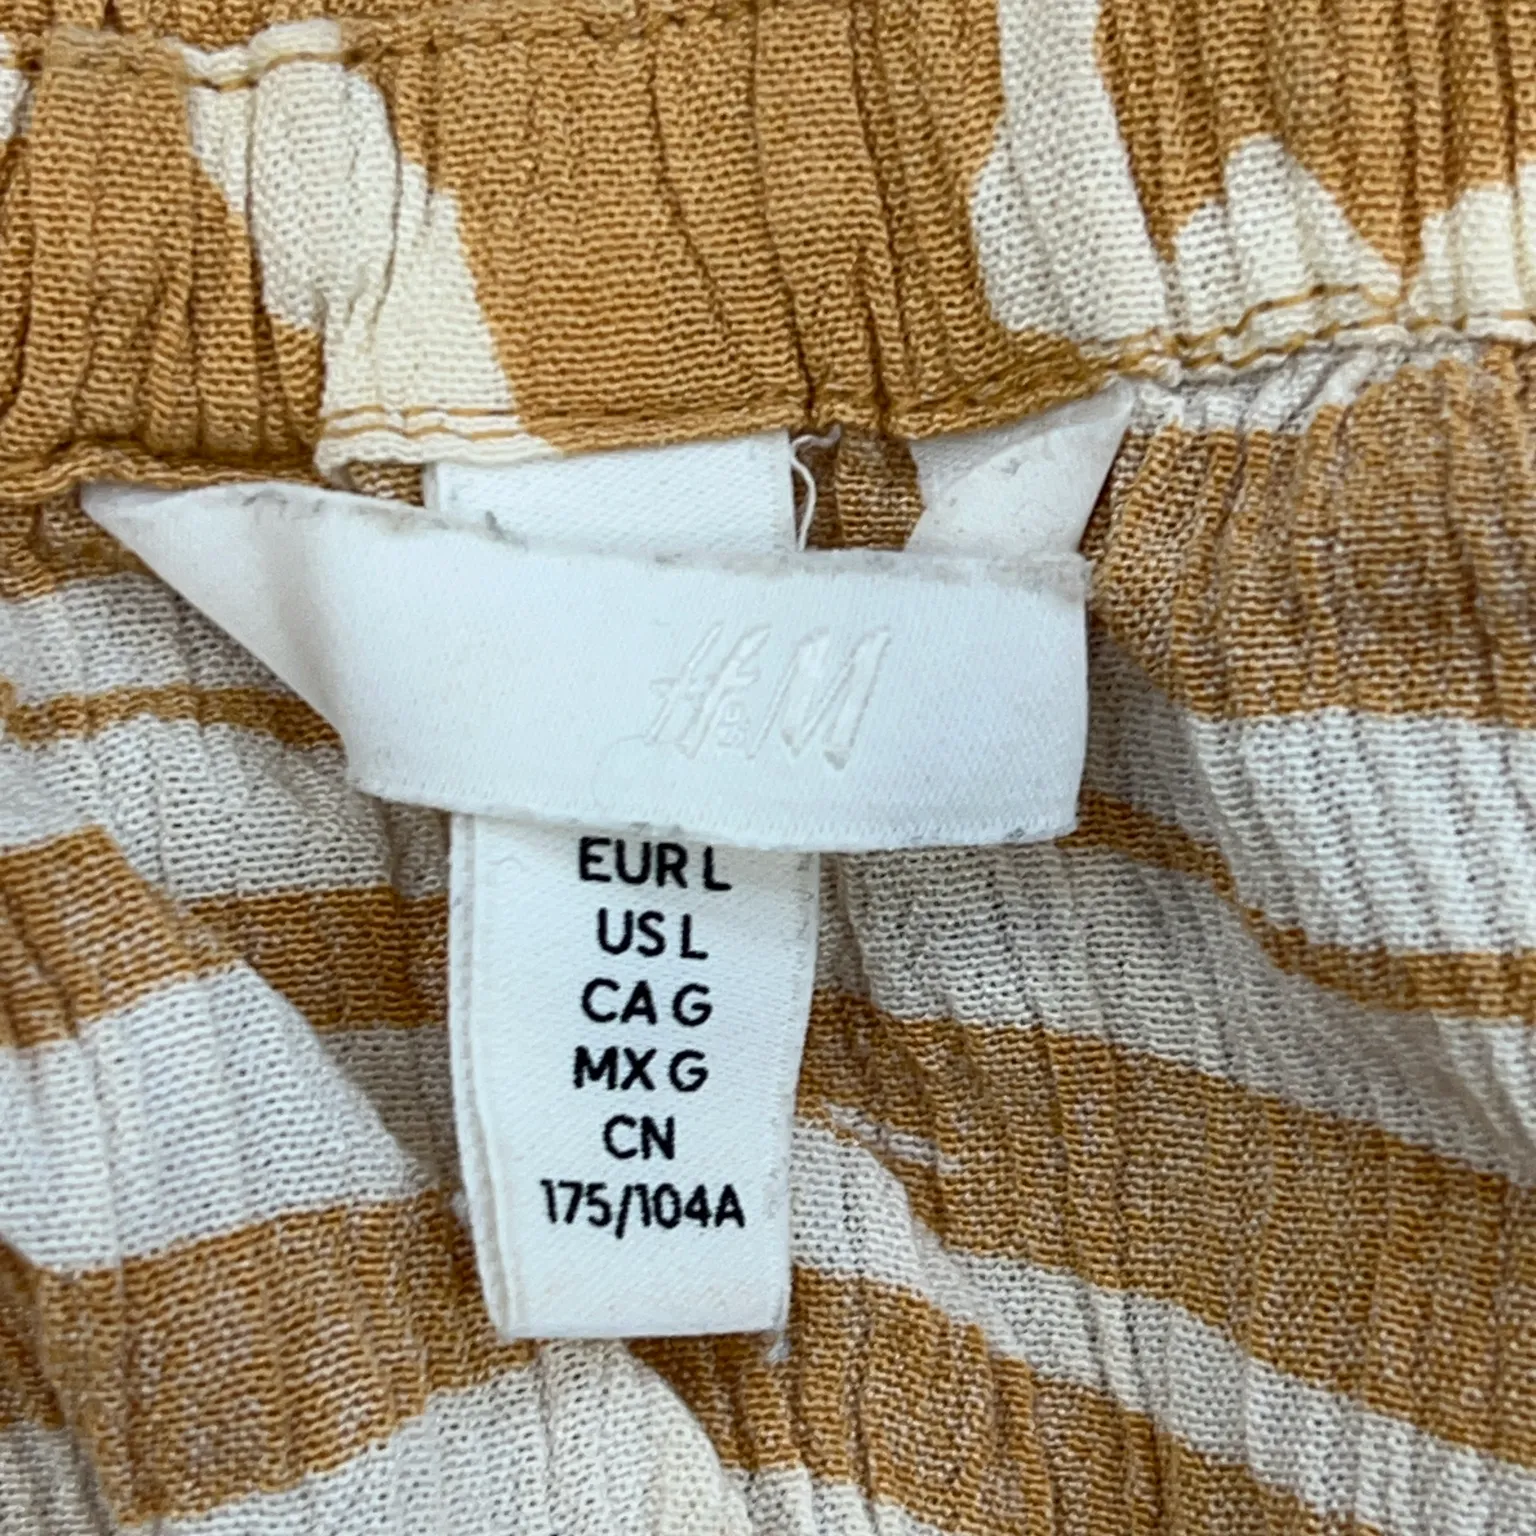 H&M
EUR L
US L
CA G
MX G
CN
175/104A